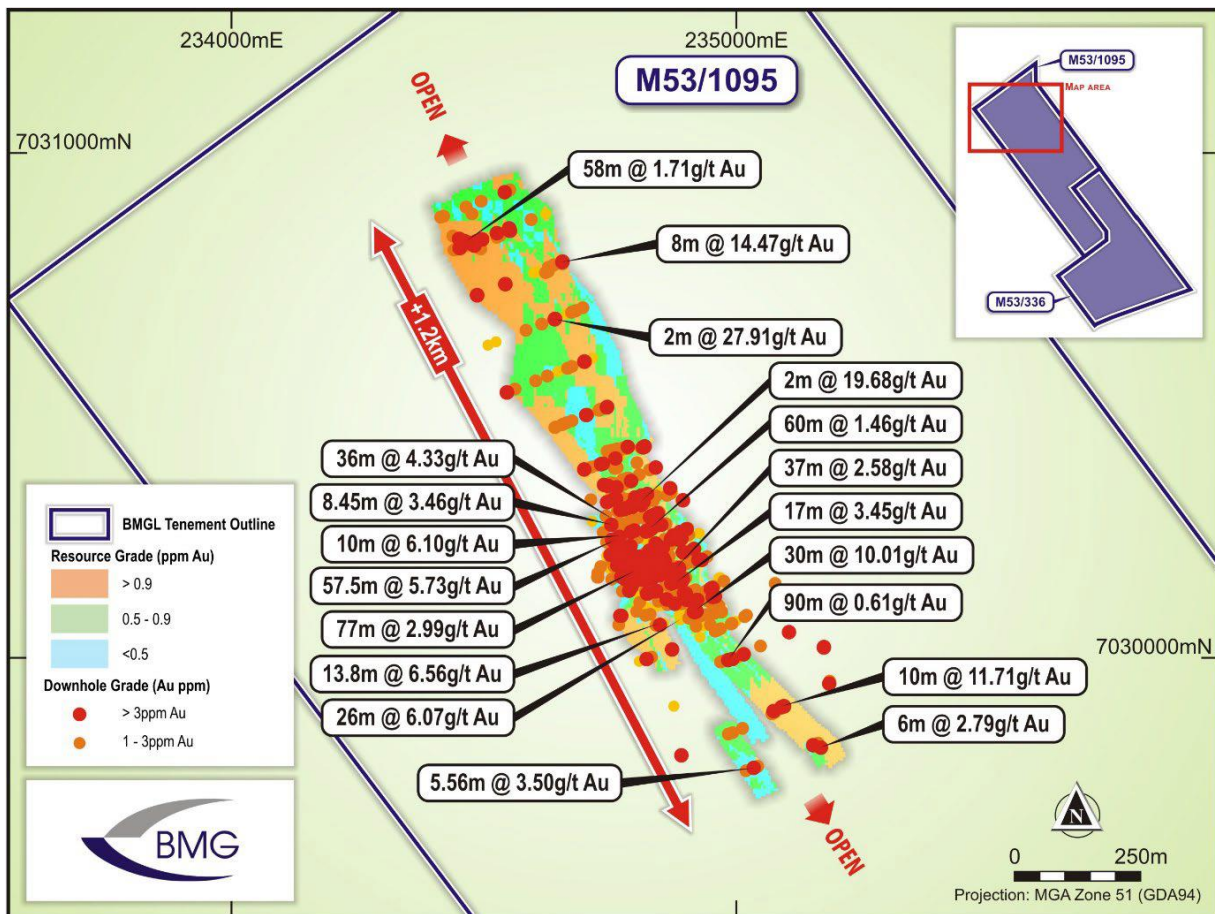 234000mE
235000mE
M53/1095
M53/1095
MAP AREA
M53/336
OPEN
7031000mN
58m @ 1.71g/t Au
8m @ 14.47g/t Au
+1.2km
2m @ 27.91g/t Au
2m @ 19.68g/t Au
60m @ 1.46g/t Au
37m @ 2.58g/t Au
17m @ 3.45g/t Au
30m @ 10.01g/t Au
90m @ 0.61g/t Au
36m @ 4.33g/t Au
8.45m @ 3.46g/t Au
10m @ 6.10g/t Au
57.5m @ 5.73g/t Au
77m @ 2.99g/t Au
13.8m @ 6.56g/t Au
26m @ 6.07g/t Au
7030000mN
10m @ 11.71g/t Au
6m @ 2.79g/t Au
5.56m @ 3.50g/t Au
OPEN
BMGL Tenement Outline
Resource Grade (ppm Au)
> 0.9
0.5 - 0.9
<0.5
Downhole Grade (Au ppm)
> 3ppm Au
1 - 3ppm Au
BMG
N
0 250m
Projection: MGA Zone 51 (GDA94)